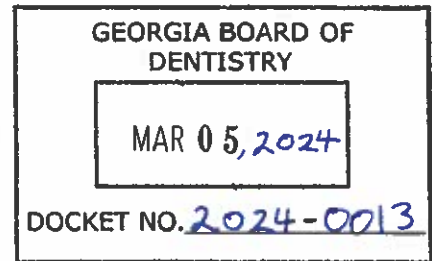 GEORGIA BOARD OF
DENTISTRY
MAR 05, 2024
DOCKET NO. 2024-0013